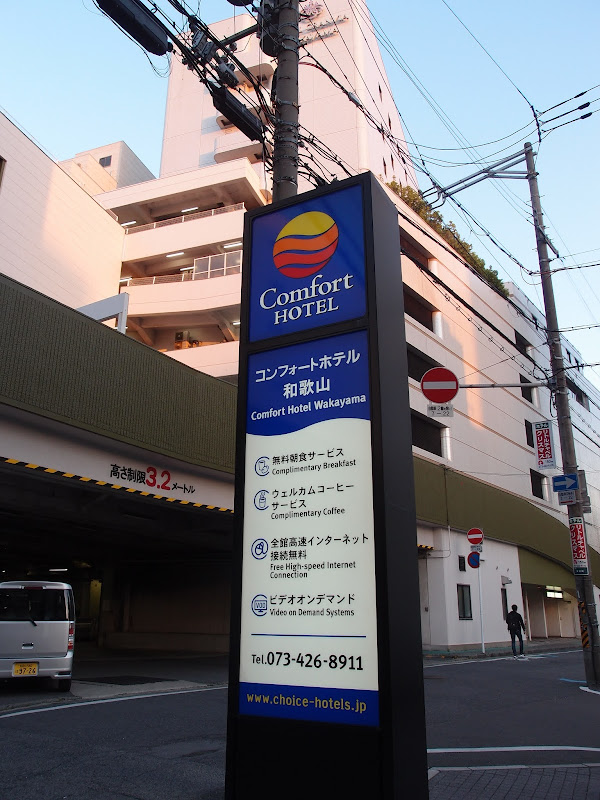 Comfort
HOTEL
コンフォートホテル
和歌山
Comfort Hotel Wakayama
無料朝食サービス
Complimentary Breakfast
ウェルカムコーヒー
サービス
Complimentary Coffee
全館高速インターネット
接続無料
Free High-speed Internet
Connection
VOD
ビデオオンデマンド
Video on Demand Systems
Tel.073-426-8911
www.choice-hotels.jp
高さ制限3.2メートル
97-26